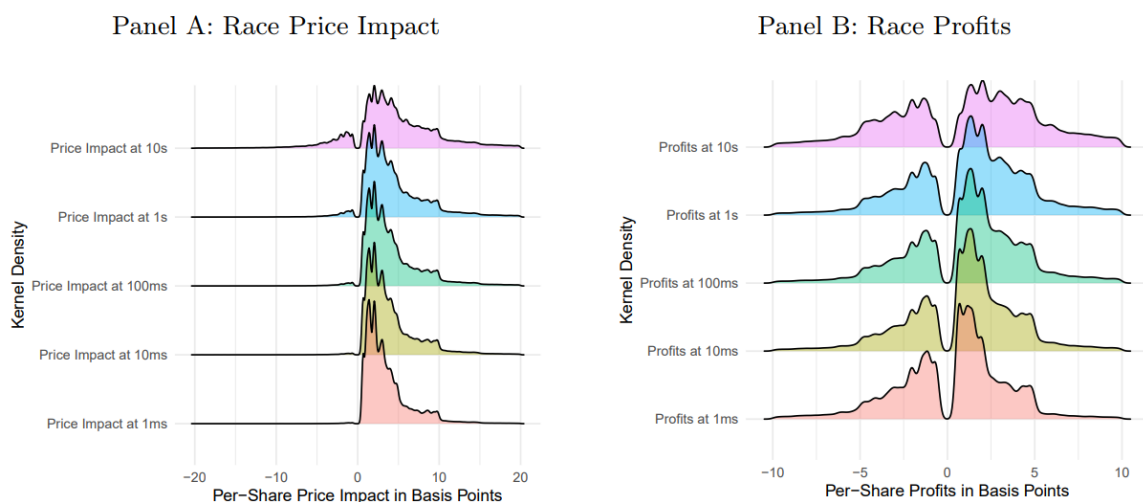 Panel A: Race Price Impact
Kernel Density
Price Impact at 10s
Price Impact at 1s
Price Impact at 100ms
Price Impact at 10ms
Price Impact at 1ms
−20 −10 0 10 20
Per−Share Price Impact in Basis Points
Panel B: Race Profits
Kernel Density
Profits at 10s
Profits at 1s
Profits at 100ms
Profits at 10ms
Profits at 1ms
−10 −5 0 5 10
Per−Share Profits in Basis Points